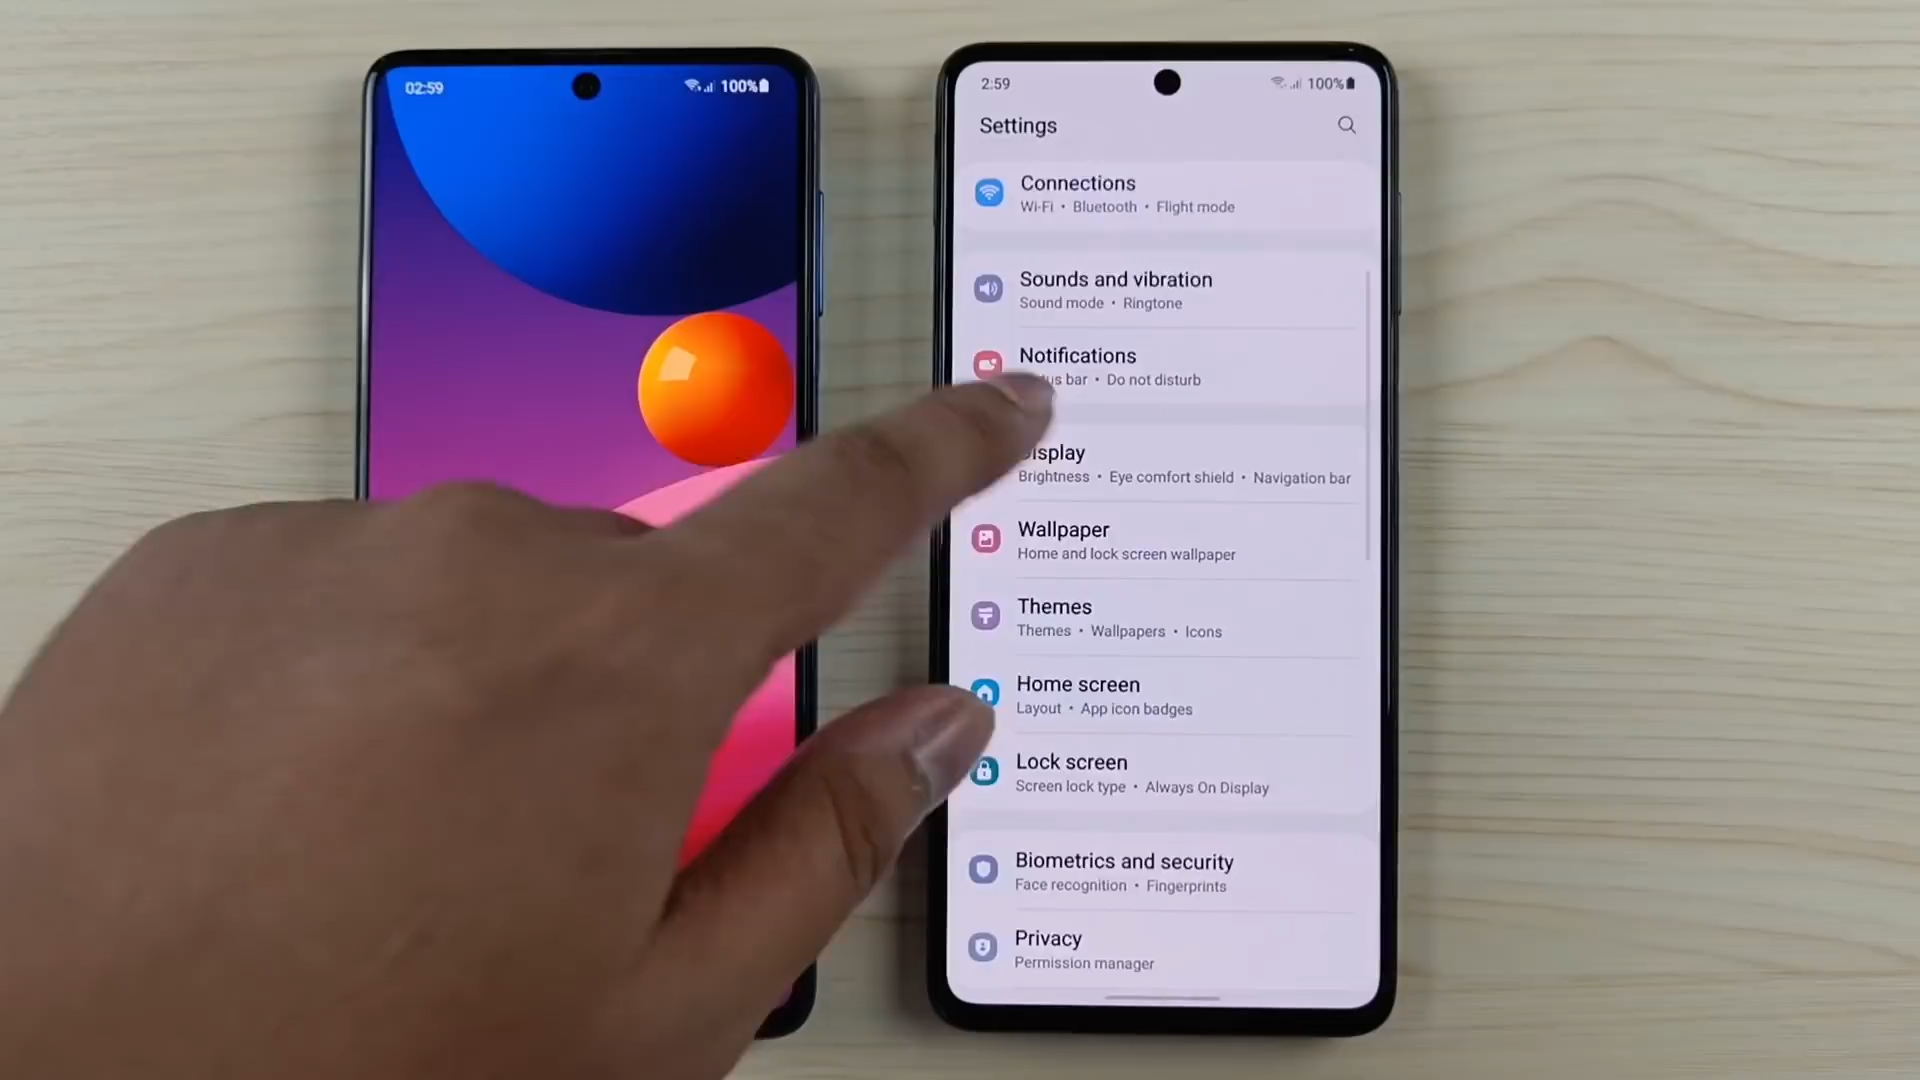 02:59
100%
2:59
100%
Settings
Connections
Wi-Fi • Bluetooth • Flight mode
Sounds and vibration
Sound mode • Ringtone
Notifications
tus bar • Do not disturb
isplay
Brightness • Eye comfort shield • Navigation bar
Wallpaper
Home and lock screen wallpaper
Themes
Themes • Wallpapers • Icons
Home screen
Layout • App icon badges
Lock screen
Screen lock type • Always On Display
Biometrics and security
Face recognition • Fingerprints
Privacy
Permission manager